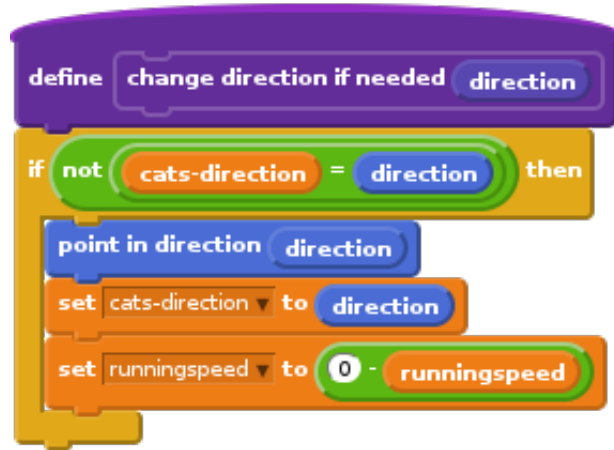 define change direction if needed direction
if not cats-direction = direction then
point in direction direction
set cats-direction ▼ to direction
set runningspeed ▼ to 0 - runningspeed